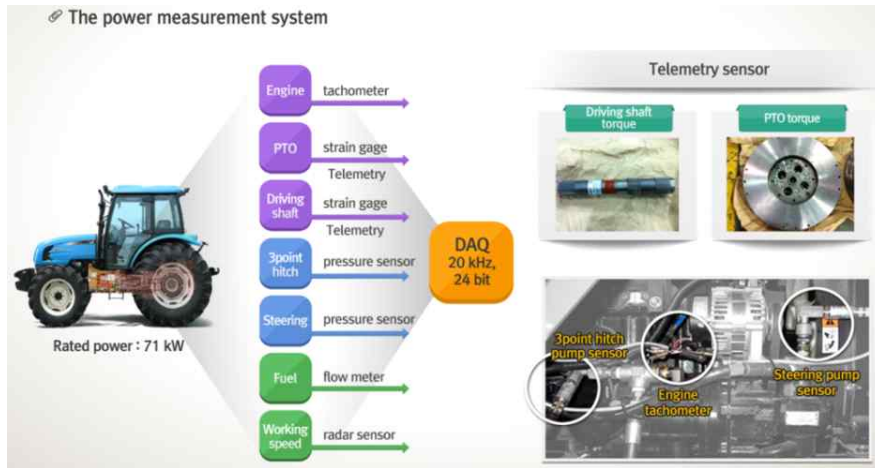 The power measurement system
Engine
tachometer
PTO
strain gage
Telemetry
Driving
shaft
strain gage
Telemetry
3point
hitch
pressure sensor
Steering
pressure sensor
Fuel
flow meter
Working
speed
radar sensor
Rated power : 71 kW
DAQ
20 kHz,
24 bit
Telemetry sensor
Driving shaft
torque
PTO torque
3point hitch
pump sensor
Engine
tachometer
Steering pump
sensor